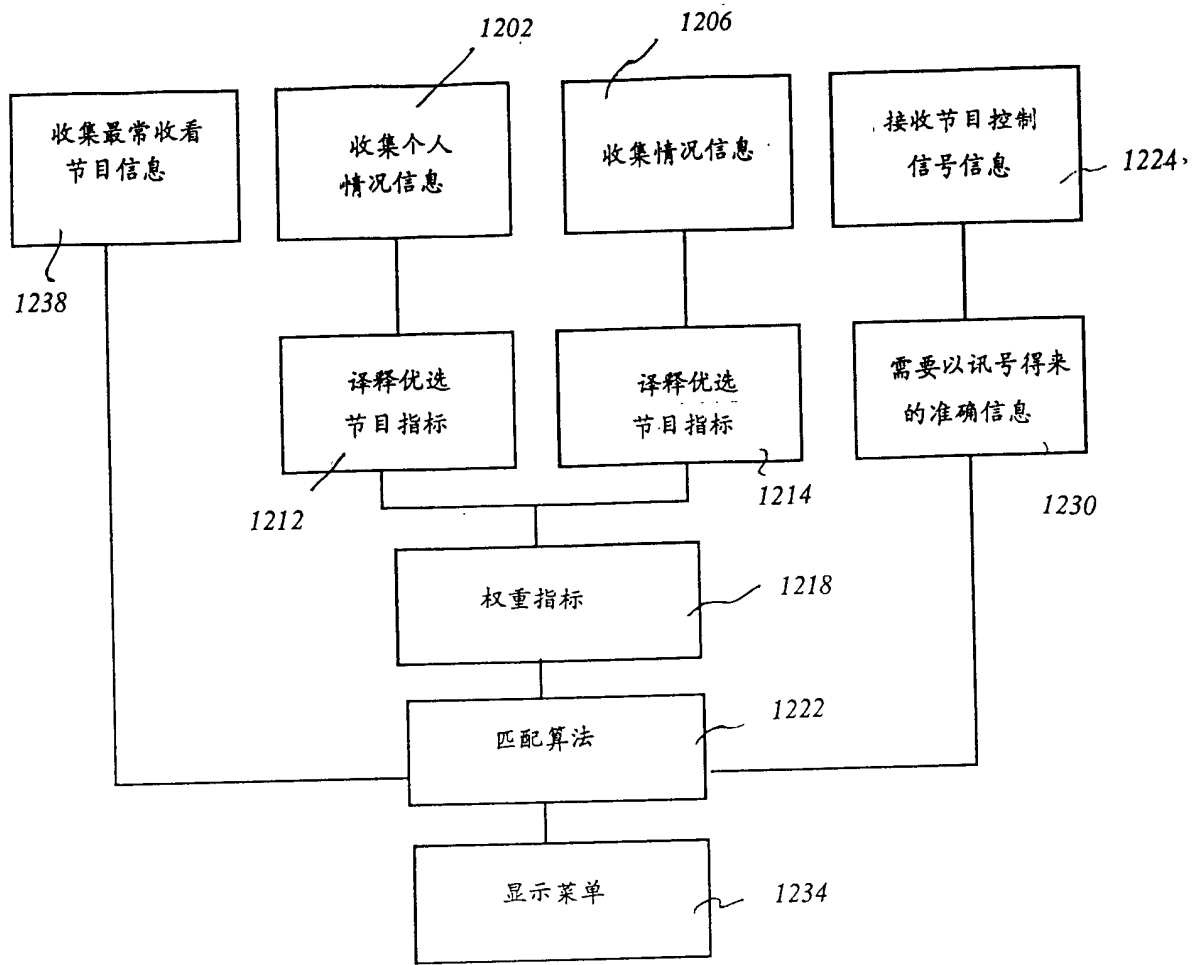 1202
1206
收集最常收看
节目信息
收集个人
情况信息
收集情况信息
接收节目控制
信号信息
1224
1238
译释优选
节目指标
译释优选
节目指标
需要以讯号得来
的准确信息
1212
1214
1230
权重指标
1218
匹配算法
1222
显示菜单
1234